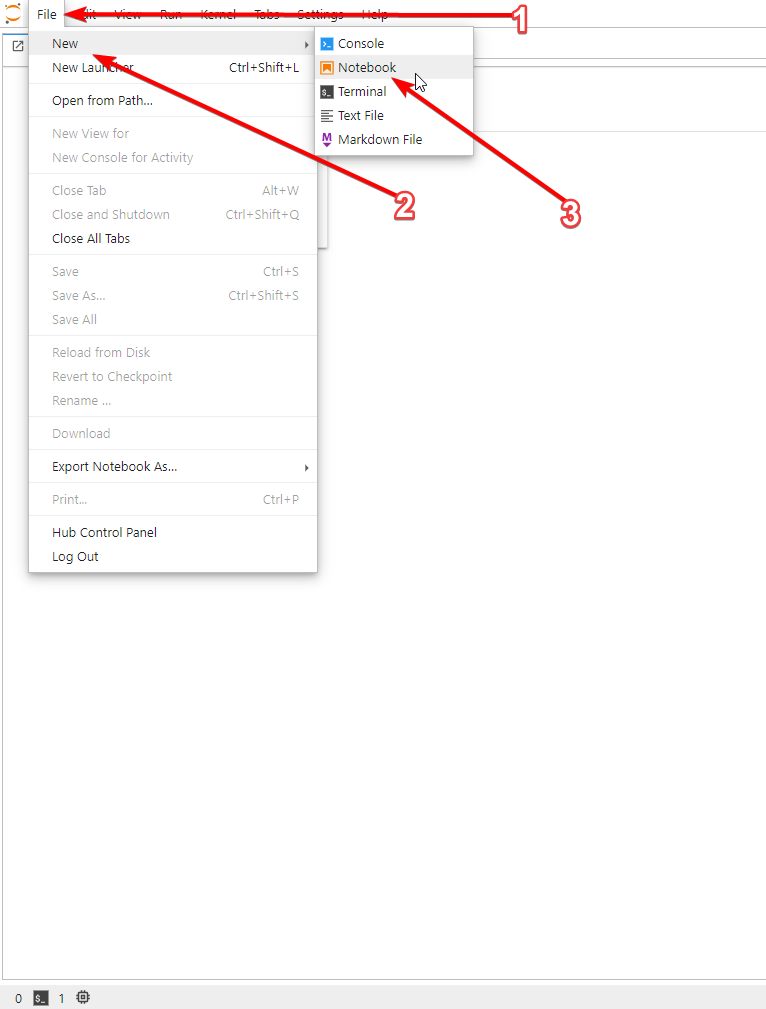 File Edit View Run Kernel Tabs Settings Help 1
New
New Launcher Ctrl+Shift+L
Open from Path...
New View for
New Console for Activity
Close Tab Alt+W
Close and Shutdown Ctrl+Shift+Q
Close All Tabs
Save Ctrl+S
Save As... Ctrl+Shift+S
Save All
Reload from Disk
Revert to Checkpoint
Rename ...
Download
Export Notebook As...
Print... Ctrl+P
Hub Control Panel
Log Out
Console
Notebook
$_ Terminal
Text File
M Markdown File
2
3
0 $_ 1